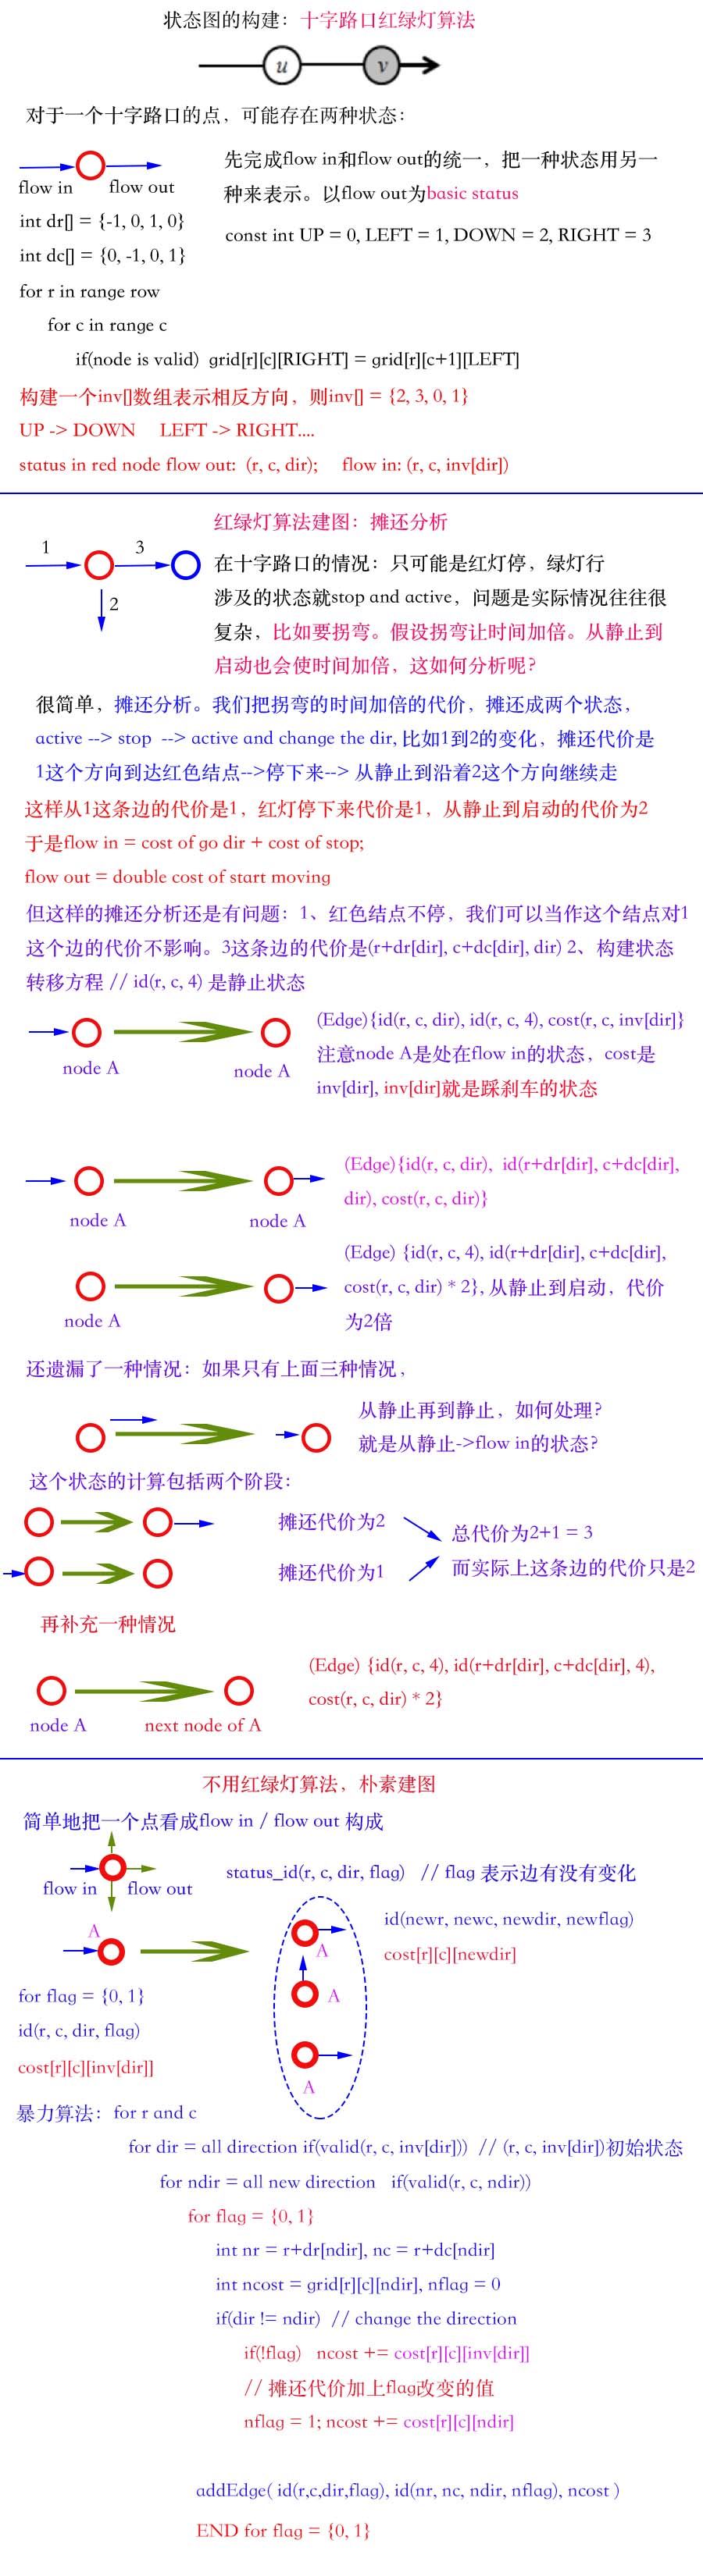 状态图的构建：十字路口红绿灯算法
u v
对于一个十字路口的点，可能存在两种状态：
flow in flow out
先完成flow in和flow out的统一，把一种状态用另一
种来表示。以flow out为basic status
int dr[] = {-1, 0, 1, 0}
const int UP = 0, LEFT = 1, DOWN = 2, RIGHT = 3
int dc[] = {0, -1, 0, 1}
for r in range row
for c in range c
if(node is valid) grid[r][c][RIGHT] = grid[r][c+1][LEFT]
构建一个inv[]数组表示相反方向，则inv[] = {2, 3, 0, 1}
UP -> DOWN LEFT -> RIGHT....
status in red node flow out: (r, c, dir); flow in: (r, c, inv[dir])
红绿灯算法建图：摊还分析
1 3
2
在十字路口的情况：只可能是红灯停，绿灯行
涉及的状态就stop and active，问题是实际情况往往很
复杂，比如要拐弯。假设拐弯让时间加倍。从静止到
启动也会使时间加倍，这如何分析呢?
很简单，摊还分析。我们把拐弯的时间加倍的代价，摊还成两个状态，
active --> stop --> active and change the dir, 比如1到2的变化，摊还代价是
1这个方向到达红色结点-->停下来--> 从静止到沿着2这个方向继续走
这样从1这条边的代价是1，红灯停下来代价是1，从静止到启动的代价为2
于是flow in = cost of go dir + cost of stop;
flow out = double cost of start moving
但这样的摊还分析还是有问题：1、红色结点不停，我们可以当作这个结点对1
这个边的代价不影响。3这条边的代价是(r+dr[dir], c+dc[dir], dir) 2、构建状态
转移方程 // id(r, c, 4) 是静止状态
(Edge){id(r, c, dir), id(r, c, 4), cost(r, c, inv[dir]}
注意node A是处在flow in的状态，cost是
inv[dir], inv[dir]就是踩刹车的状态
node A node A
(Edge){id(r, c, dir), id(r+dr[dir], c+dc[dir],
dir), cost(r, c, dir)}
node A node A
(Edge) {id(r, c, 4), id(r+dr[dir], c+dc[dir],
cost(r, c, dir) * 2}, 从静止到启动，代价
为2倍
node A
还遗漏了一种情况：如果只有上面三种情况，
从静止再到静止，如何处理?
就是从静止->flow in的状态?
这个状态的计算包括两个阶段：
摊还代价为2
总代价为2+1 = 3
摊还代价为1
而实际上这条边的代价只是2
再补充一种情况
(Edge) {id(r, c, 4), id(r+dr[dir], c+dc[dir], 4),
cost(r, c, dir) * 2}
node A next node of A
不用红绿灯算法，朴素建图
简单地把一个点看成flow in / flow out 构成
status_id(r, c, dir, flag) // flag 表示边有没有变化
flow in flow out
id(newr, newc, newdir, newflag)
A
A
cost[r][c][newdir]
A
for flag = {0, 1}
id(r, c, dir, flag)
cost[r][c][inv[dir]]
A
暴力算法：for r and c
for dir = all direction if(valid(r, c, inv[dir])) // (r, c, inv[dir])初始状态
for ndir = all new direction if(valid(r, c, ndir))
for flag = {0, 1}
int nr = r+dr[ndir], nc = r+dc[ndir]
int ncost = grid[r][c][ndir], nflag = 0
if(dir != ndir) // change the direction
if(!flag) ncost += cost[r][c][inv[dir]]
// 摊还代价加上flag改变的值
nflag = 1; ncost += cost[r][c][ndir]
addEdge( id(r,c,dir,flag), id(nr, nc, ndir, nflag), ncost )
END for flag = {0, 1}